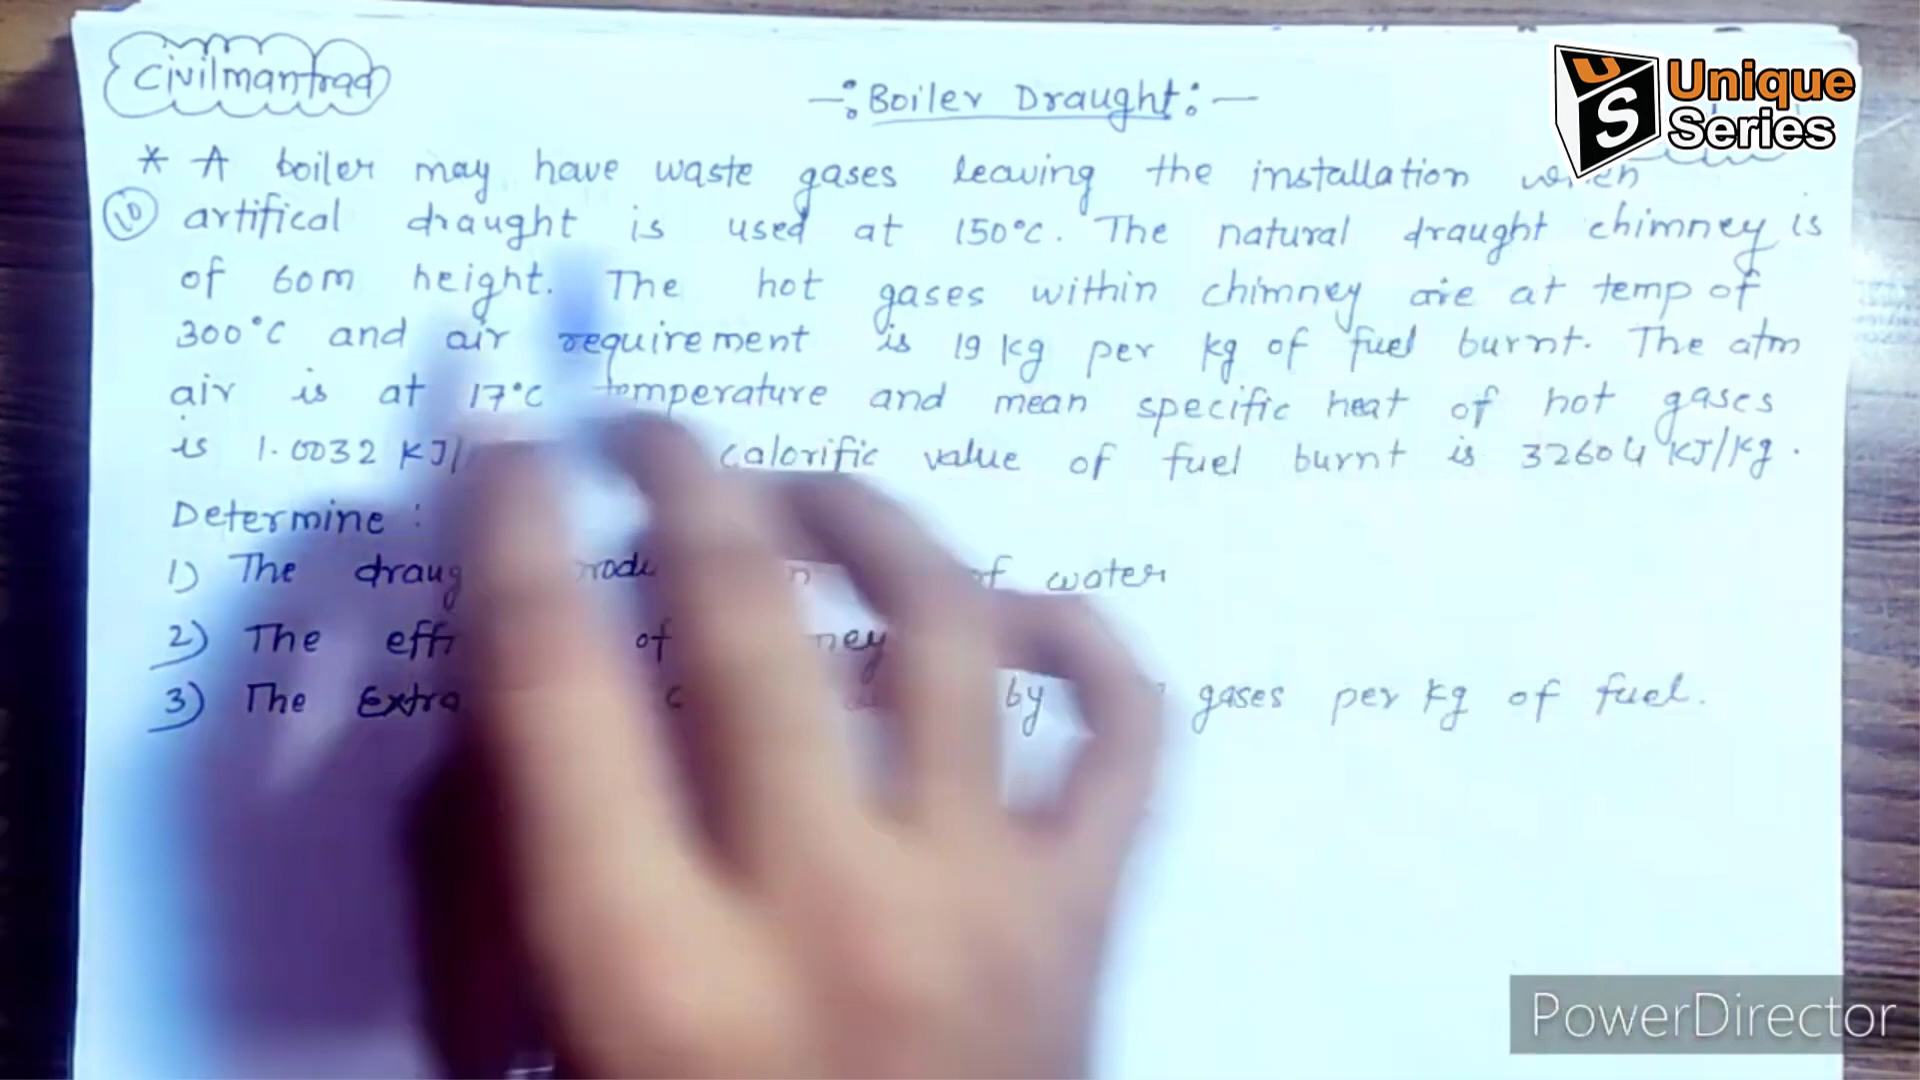 Civilmantraa
-: Boiler Draught :-
Unique
Series
US
* A boiler may have waste gases leaving the installation when
10 artifical draught is used at 150°C. The natural draught chimney is
of 60m height. The hot gases within chimney are at temp of
300°C and air requirement is 19 kg per kg of fuel burnt. The atm
air is at 17°C temperature and mean specific heat of hot gases
is 1.0032 KJ/ calorific value of fuel burnt is 32604 KJ/kg.
Determine :
1) The of water
2) The of
3) The Extra by gases per kg of fuel.
PowerDirector